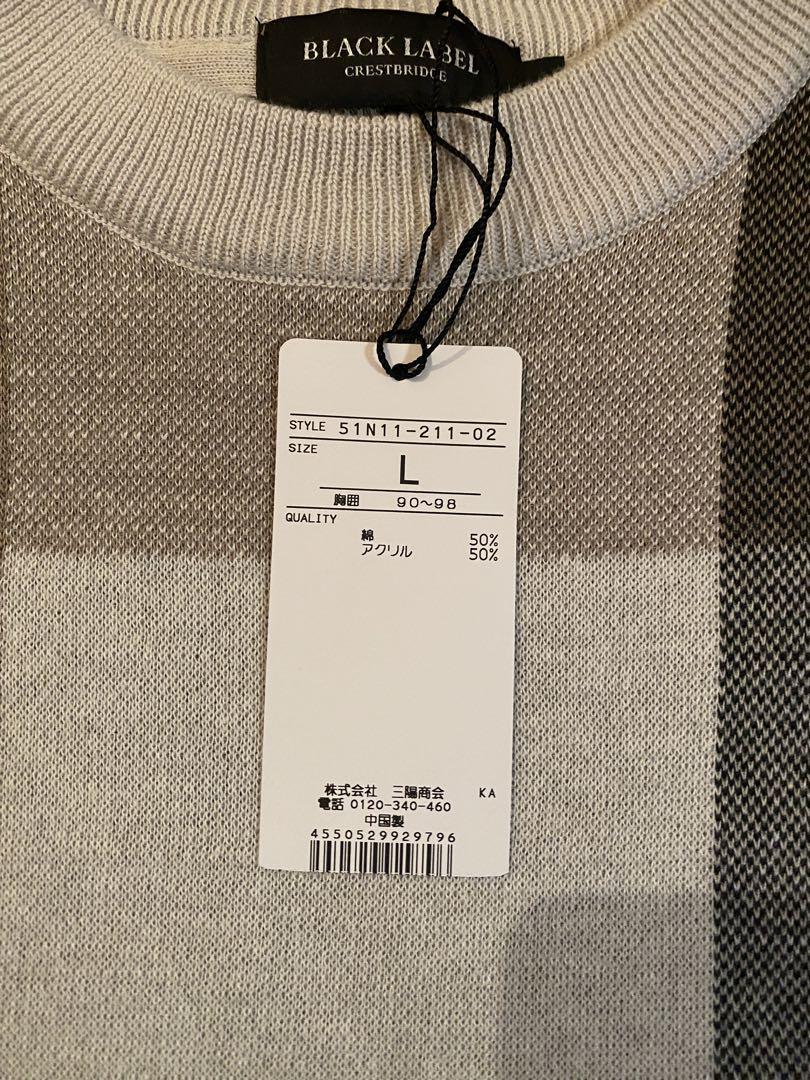 BLACK LABEL
CRESTBRIDGE
STYLE 51N11-211-02
SIZE
L
胸囲 90〜98
QUALITY
綿 50%
アクリル 50%
株式会社 三陽商会 KA
電話 0120-340-460
中国製
4550529929796